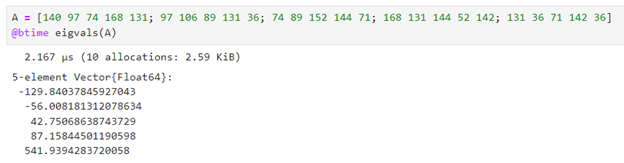 A = [140 97 74 168 131; 97 106 89 131 36; 74 89 152 144 71; 168 131 144 52 142; 131 36 71 142 36]
@btime eigvals(A)
2.167 μs (10 allocations: 2.59 KiB)
5-element Vector{Float64}:
-129.84037845927043
-56.008181312078634
42.75068638743729
87.15844501190598
541.9394283720058